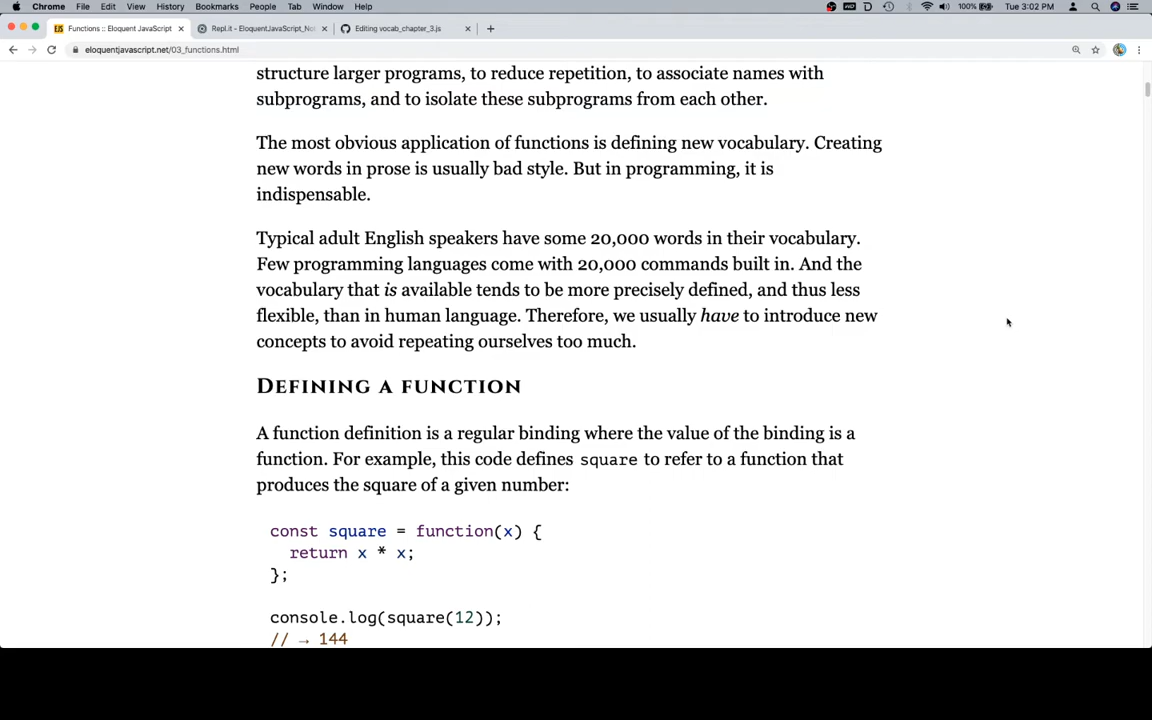 Chrome File Edit View History Bookmarks People Tab Window Help 100% Tue 3:02 PM
Functions :: Eloquent JavaScript Repl.it - EloquentJavaScript_No Editing vocab_chapter_3.js
eloquentjavascript.net/03_functions.html
structure larger programs, to reduce repetition, to associate names with
subprograms, and to isolate these subprograms from each other.
The most obvious application of functions is defining new vocabulary. Creating
new words in prose is usually bad style. But in programming, it is
indispensable.
Typical adult English speakers have some 20,000 words in their vocabulary.
Few programming languages come with 20,000 commands built in. And the
vocabulary that is available tends to be more precisely defined, and thus less
flexible, than in human language. Therefore, we usually have to introduce new
concepts to avoid repeating ourselves too much.
Defining a function
A function definition is a regular binding where the value of the binding is a
function. For example, this code defines square to refer to a function that
produces the square of a given number:
const square = function(x) {
return x * x;
};
console.log(square(12));
// → 144